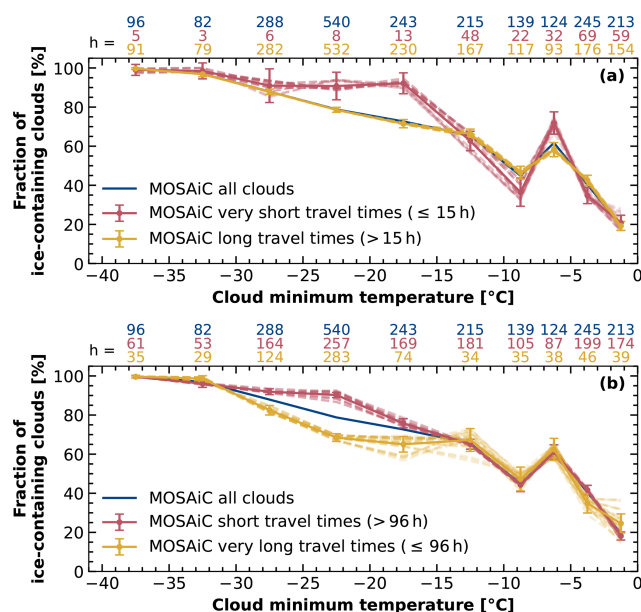 96 82 288 540 243 215 139 124 245 213
h = 5 3 6 8 13 48 22 32 69 59
91 79 282 532 230 167 117 93 176 154
100
80
60
40
20
0
Fraction of
ice-containing clouds [%]
(a)
MOSAiC all clouds
MOSAiC very short travel times (≤ 15 h)
MOSAiC long travel times (> 15 h)
−40 −35 −30 −25 −20 −15 −10 −5 0
Cloud minimum temperature [°C]
96 82 288 540 243 215 139 124 245 213
h = 61 53 164 257 169 181 105 87 199 174
35 29 124 283 74 34 35 38 46 39
100
80
60
40
20
0
Fraction of
ice-containing clouds [%]
(b)
MOSAiC all clouds
MOSAiC short travel times (> 96 h)
MOSAiC very long travel times (≤ 96 h)
−40 −35 −30 −25 −20 −15 −10 −5 0
Cloud minimum temperature [°C]